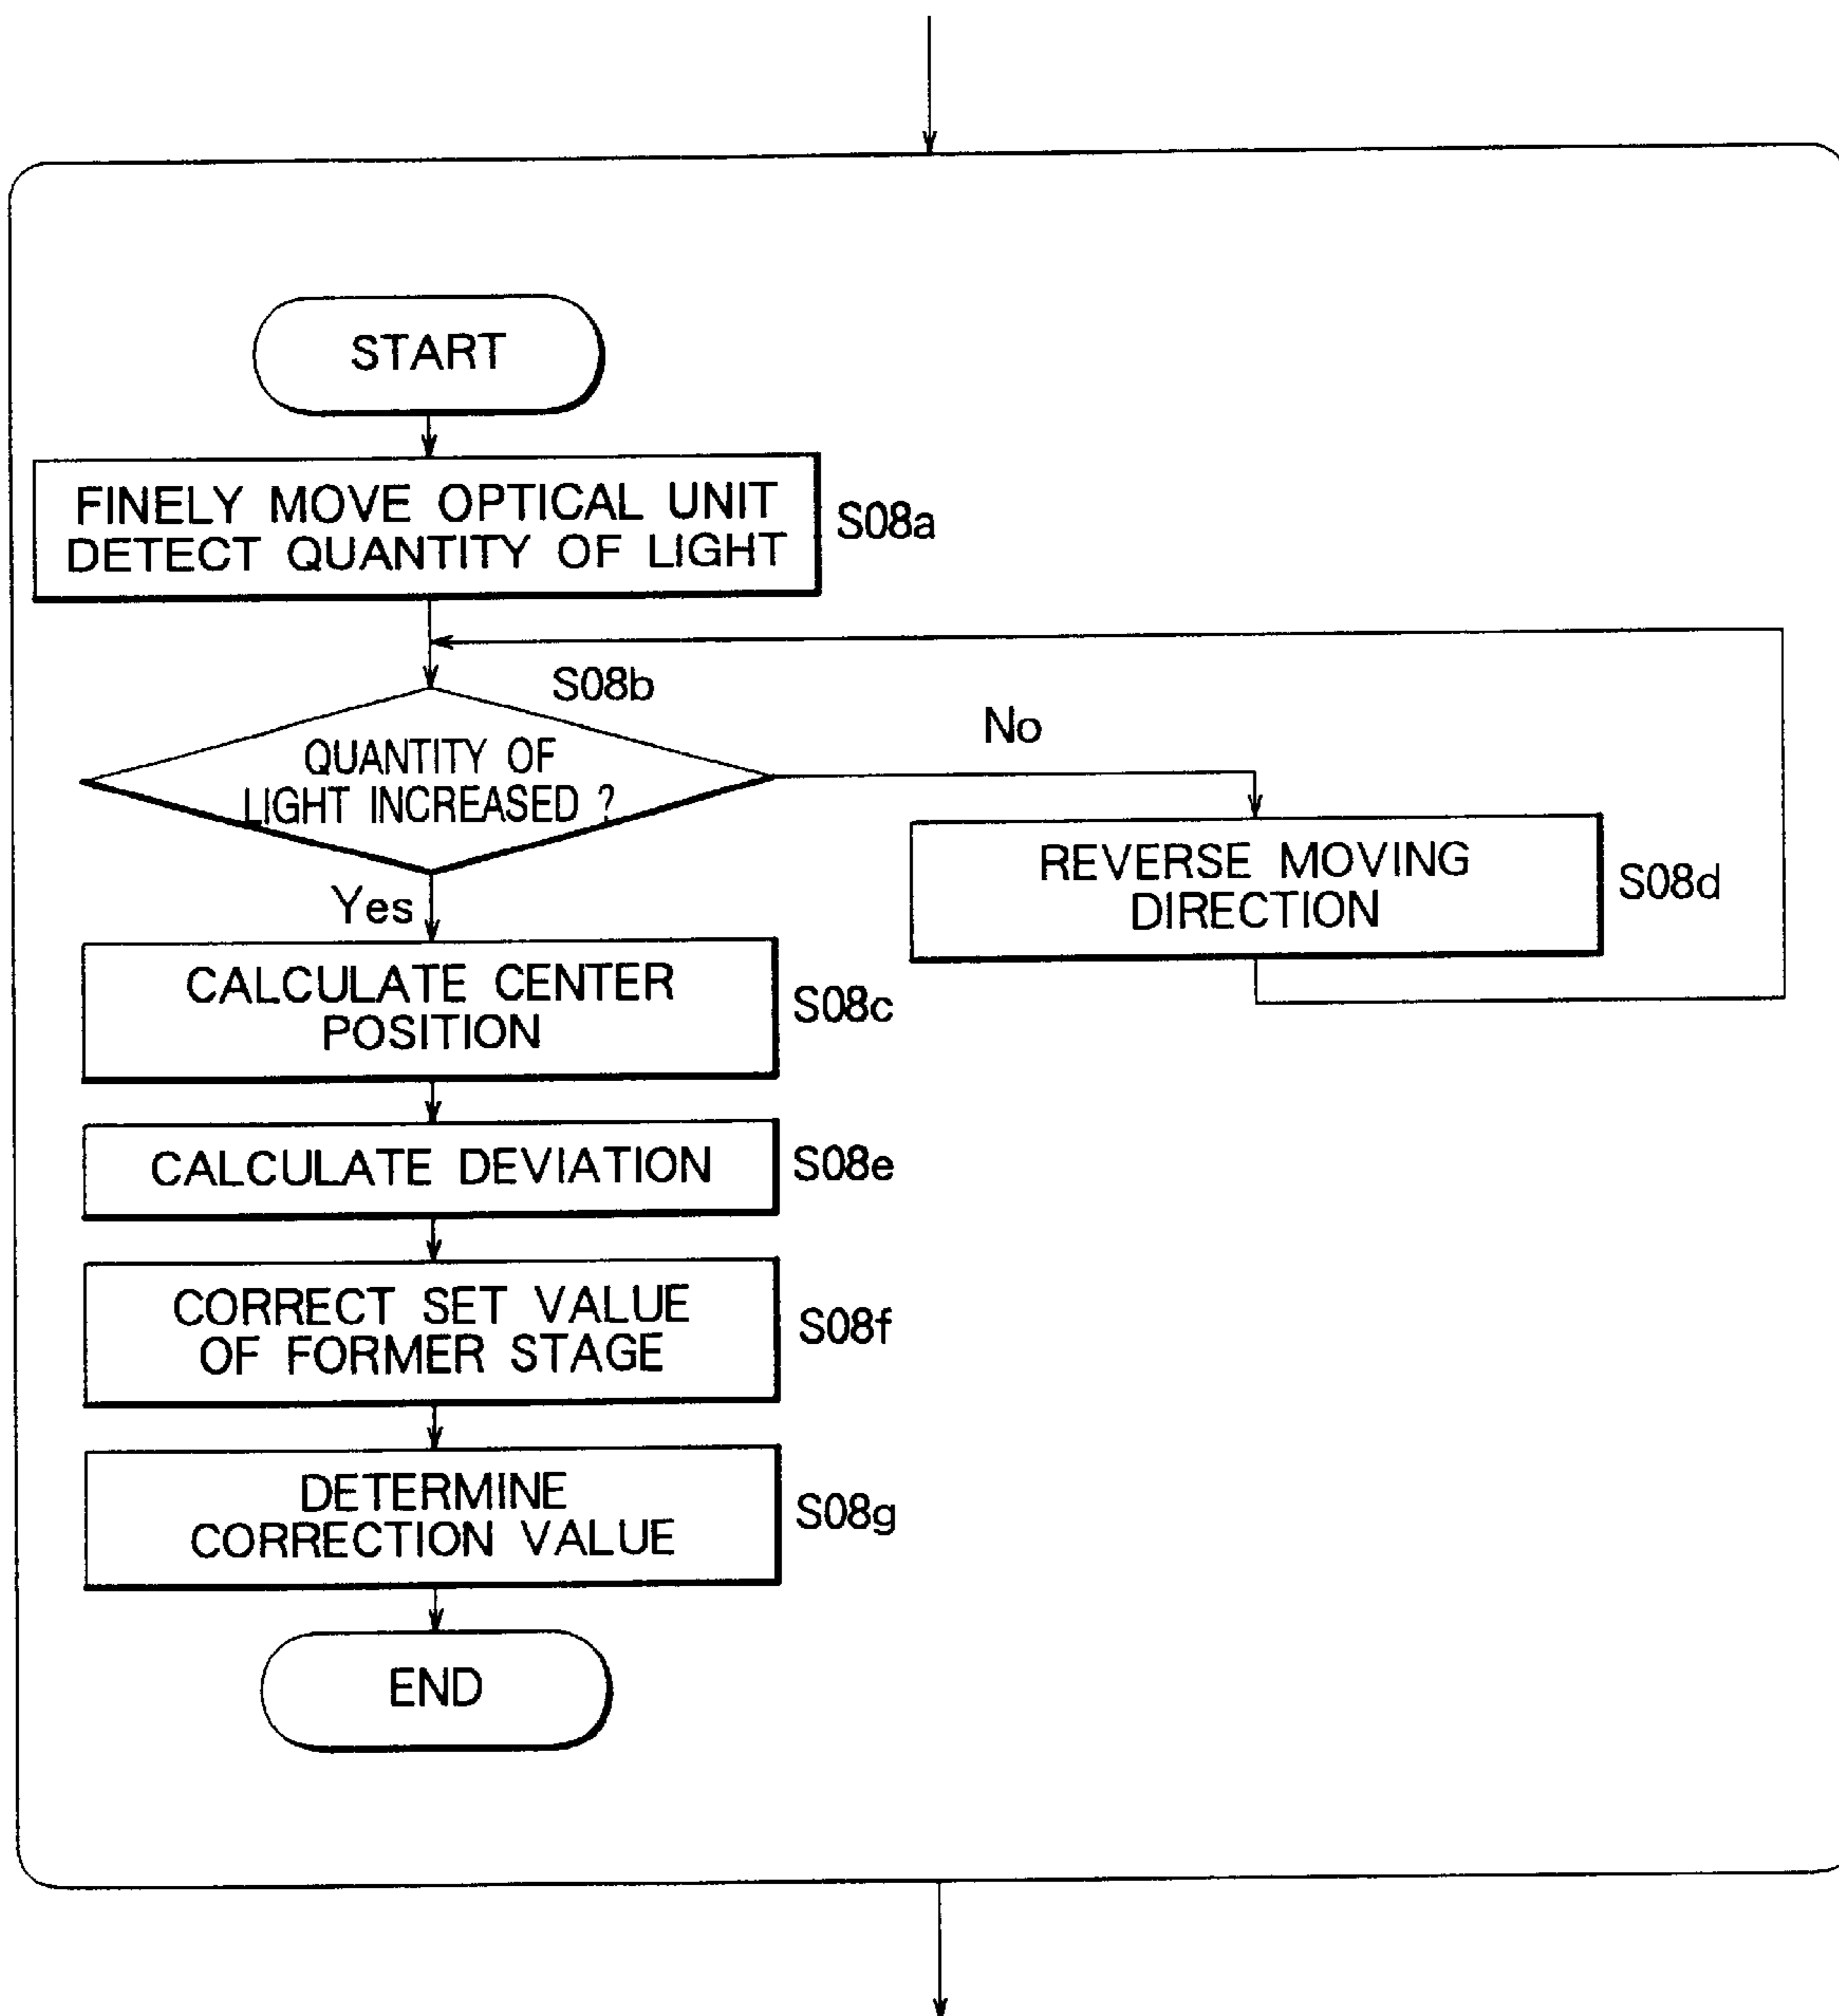 START
FINELY MOVE OPTICAL UNIT
DETECT QUANTITY OF LIGHT
S08a
S08b
QUANTITY OF
LIGHT INCREASED ?
No
REVERSE MOVING
DIRECTION
S08d
Yes
CALCULATE CENTER
POSITION
S08c
CALCULATE DEVIATION
S08e
CORRECT SET VALUE
OF FORMER STAGE
S08f
DETERMINE
CORRECTION VALUE
S08g
END